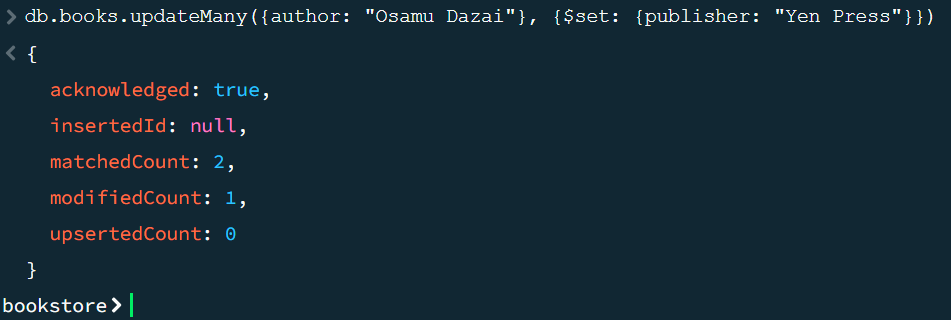 > db.books.updateMany({author: "Osamu Dazai"}, {$set: {publisher: "Yen Press"}})
< {
acknowledged: true,
insertedId: null,
matchedCount: 2,
modifiedCount: 1,
upsertedCount: 0
}
bookstore>